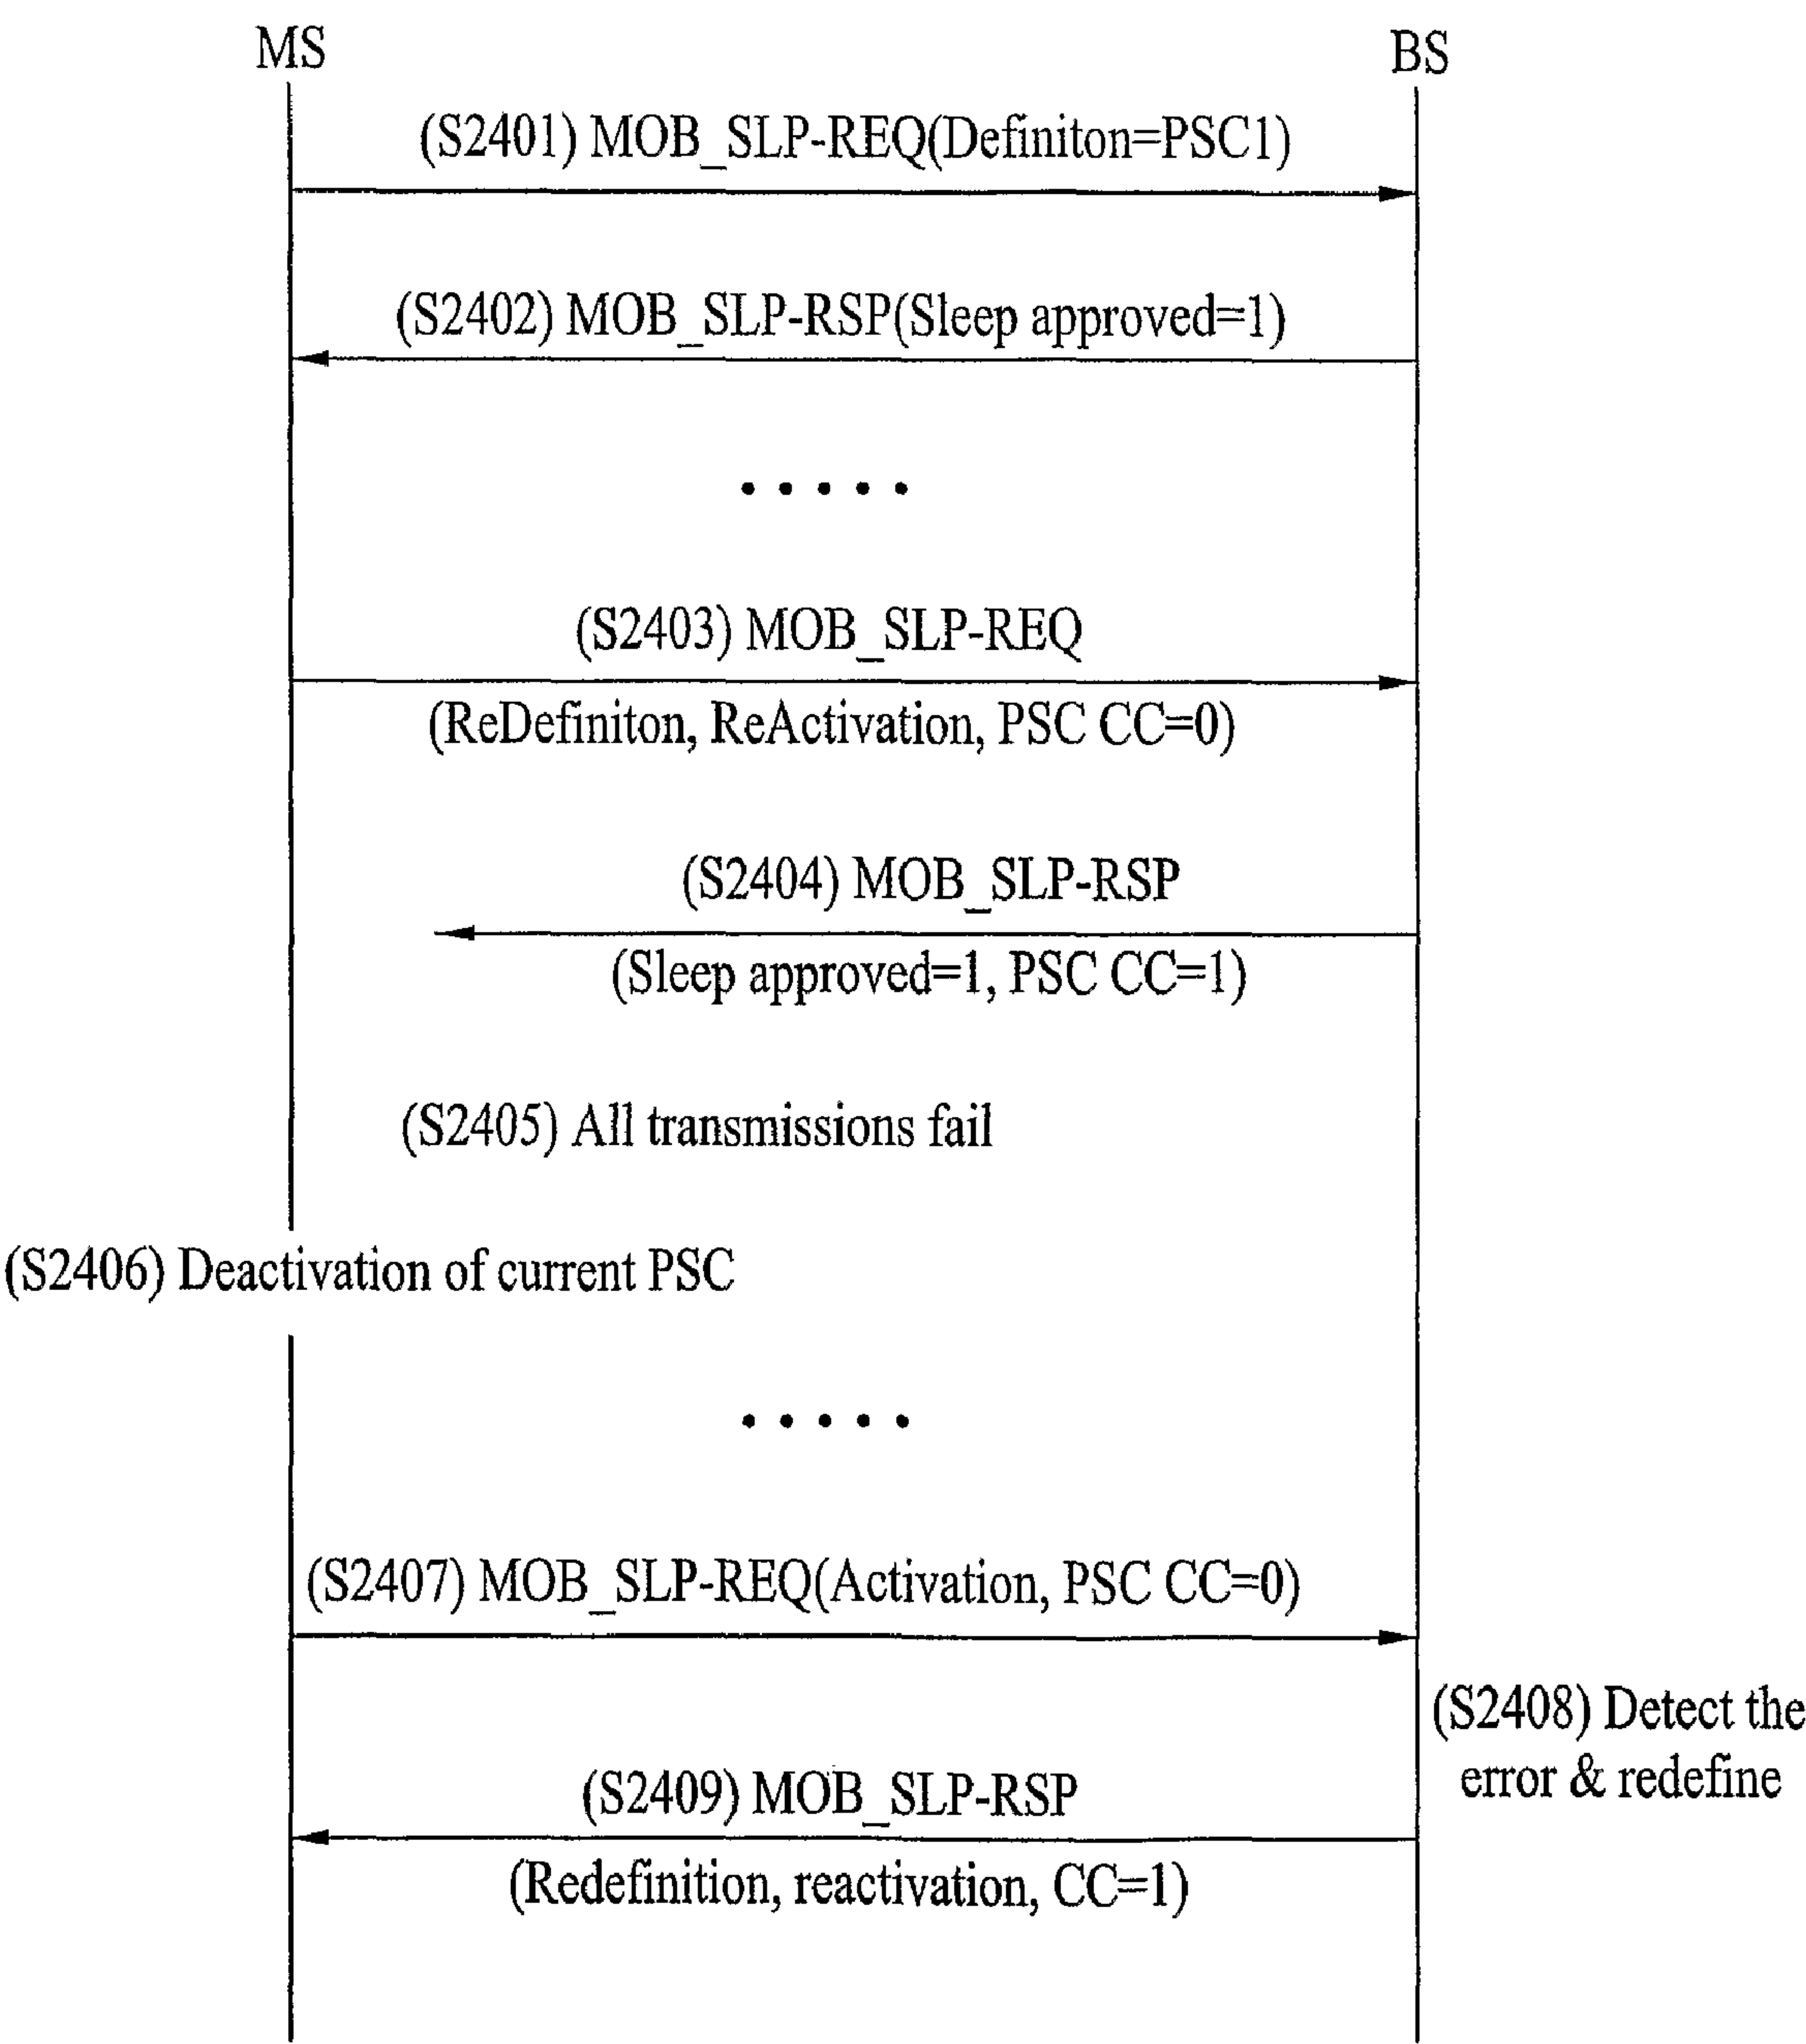 MS
BS
(S2401) MOB_SLP-REQ(Definiton=PSC1)
(S2402) MOB_SLP-RSP(Sleep approved=1)
(S2403) MOB_SLP-REQ
(ReDefiniton, ReActivation, PSC CC=0)
(S2404) MOB_SLP-RSP
(Sleep approved=1, PSC CC=1)
(S2405) All transmissions fail
(S2406) Deactivation of current PSC
(S2407) MOB_SLP-REQ(Activation, PSC CC=0)
(S2408) Detect the
error & redefine
(S2409) MOB_SLP-RSP
(Redefinition, reactivation, CC=1)